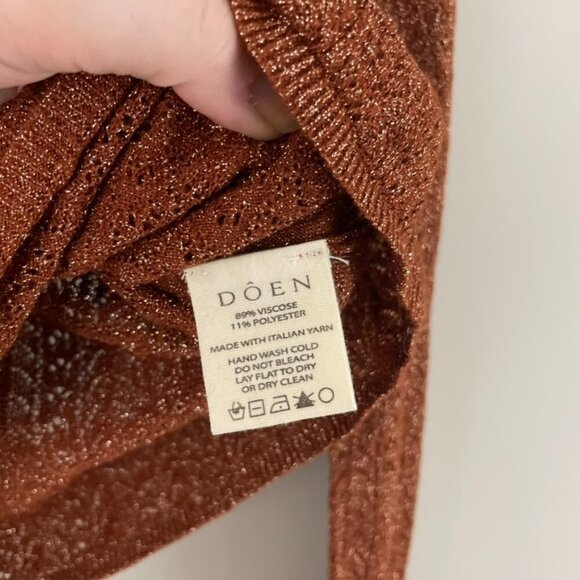 DÔEN
89% VISCOSE
11% POLYESTER
MADE WITH ITALIAN YARN
HAND WASH COLD
DO NOT BLEACH
LAY FLAT TO DRY
OR DRY CLEAN